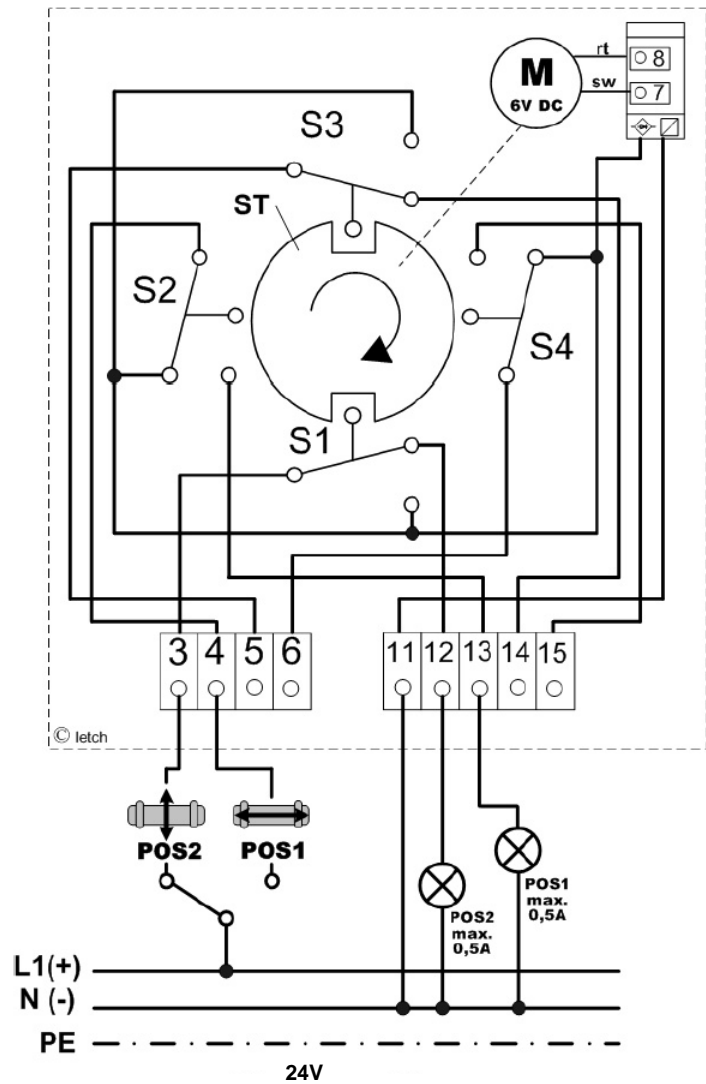 rt
8
M
sw
7
6V DC
S3
ST
S2
S4
S1
3 4 5 6
11 12 13 14 15
© letch
POS2 POS1
POS1
max.
0,5A
POS2
max.
0,5A
L1(+)
N (-)
PE
24V